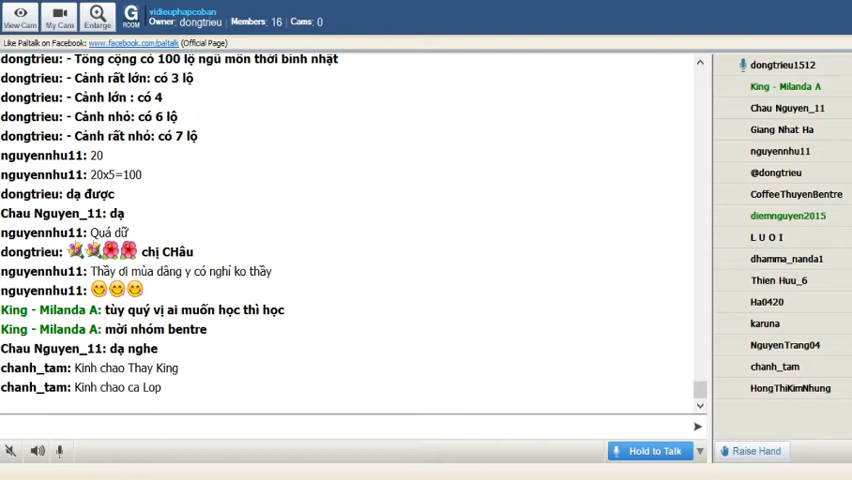 View Cam
My Cam
Enlarge
G
ROOM
vidieuphapcoban
Owner: dongtrieu Members: 16 Cams: 0
Like Paltalk on Facebook: www.facebook.com/paltalk (Official Page)
dongtrieu: - Tổng cộng có 100 lộ ngũ môn thời bình nhật
dongtrieu: - Cảnh rất lớn: có 3 lộ
dongtrieu: - Cảnh lớn : có 4
dongtrieu: - Cảnh nhỏ: có 6 lộ
dongtrieu: - Cảnh rất nhỏ: có 7 lộ
nguyennhu11: 20
nguyennhu11: 20x5=100
dongtrieu: dạ được
Chau Nguyen_11: dạ
nguyennhu11: Quá dữ
dongtrieu: chị CHâu
nguyennhu11: Thầy ơi mùa dâng y có nghỉ ko thầy
nguyennhu11:
King - Milanda A: tùy quý vị ai muốn học thì học
King - Milanda A: mời nhóm bentre
Chau Nguyen_11: dạ nghe
chanh_tam: Kinh chao Thay King
chanh_tam: Kinh chao ca Lop
Hold to Talk
dongtrieu1512
King - Milanda A
Chau Nguyen_11
Giang Nhat Ha
nguyennhu11
@dongtrieu
CoffeeThuyenBentre
diemnguyen2015
L U O I
dhamma_nanda1
Thien Huu_6
Ha0420
karuna
NguyenTrang04
chanh_tam
HongThiKimNhung
Raise Hand